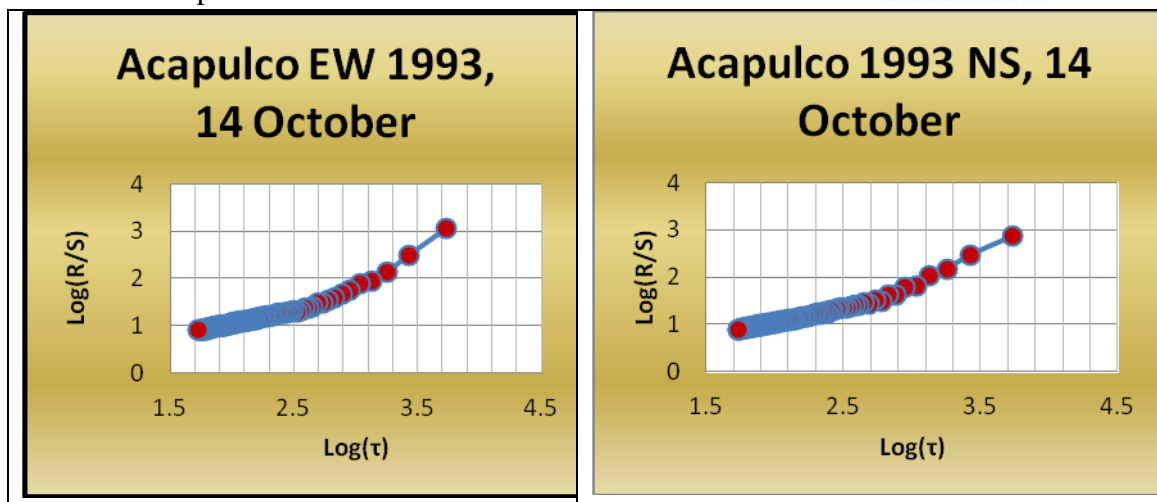 Acapulco EW 1993,
14 October
4
3
2
1
0
Log(R/S)
1.5 2.5 3.5 4.5
Log(τ)
Acapulco 1993 NS, 14
October
4
3
2
1
0
Log(R/S)
1.5 2.5 3.5 4.5
Log(τ)